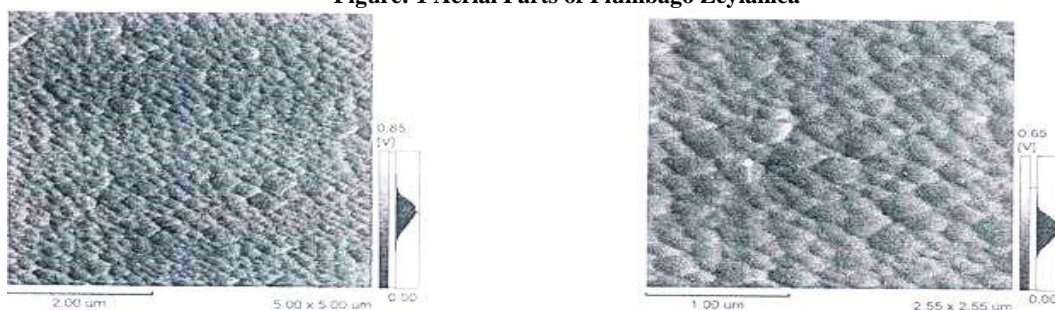 Figure: 1 Aerial Parts of Plumbago Zeylanica
0.85
[V]
0.00
2.00 um
5.00 x 5.00 um
0.65
[V]
0.00
1.00 um
2.55 x 2.55 um